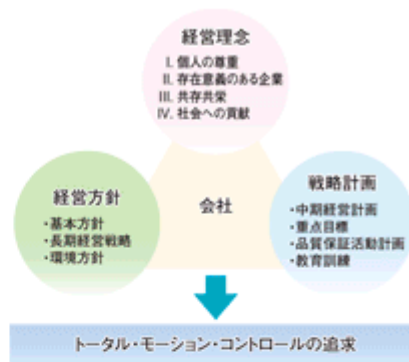 経営理念
I. 個人の尊重
II. 存在意義のある企業
III. 共存共栄
IV. 社会への貢献
経営方針
・基本方針
・長期経営戦略
・環境方針
会社
戦略計画
・中期経営計画
・重点目標
・品質保証活動計画
・教育訓練
トータル・モーション・コントロールの追求